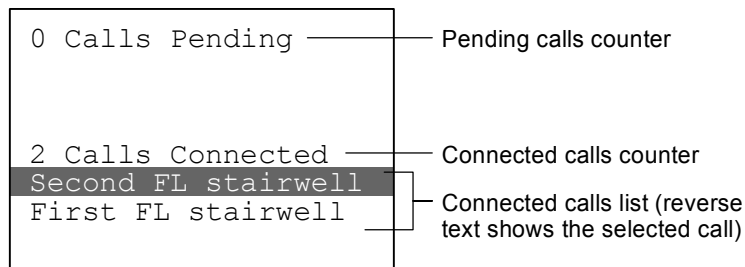 0 Calls Pending
Pending calls counter
2 Calls Connected
Connected calls counter
Second FL stairwell
First FL stairwell
Connected calls list (reverse
text shows the selected call)